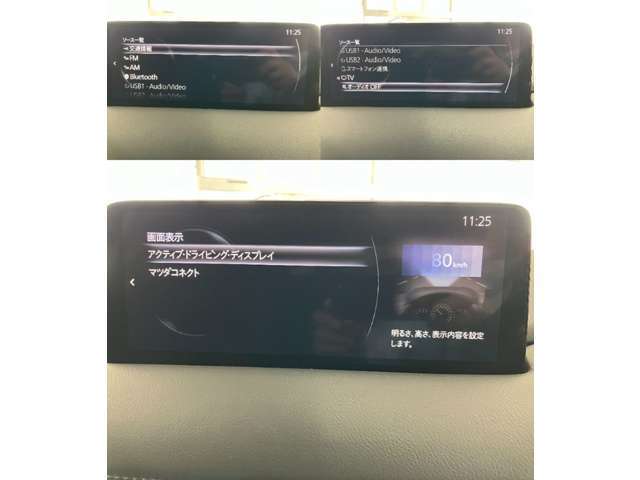 11:25
ソース一覧
交通情報
FM
AM
Bluetooth
USB1 - Audio/Video
USB2 - Audio/Video
11:25
ソース一覧
USB1 - Audio/Video
USB2 - Audio/Video
スマートフォン連携
TV
オーディオ OFF
11:25
画面表示
アクティブ・ドライビング・ディスプレイ
マツダコネクト
80 km/h
明るさ、高さ、表示内容を設定
します。